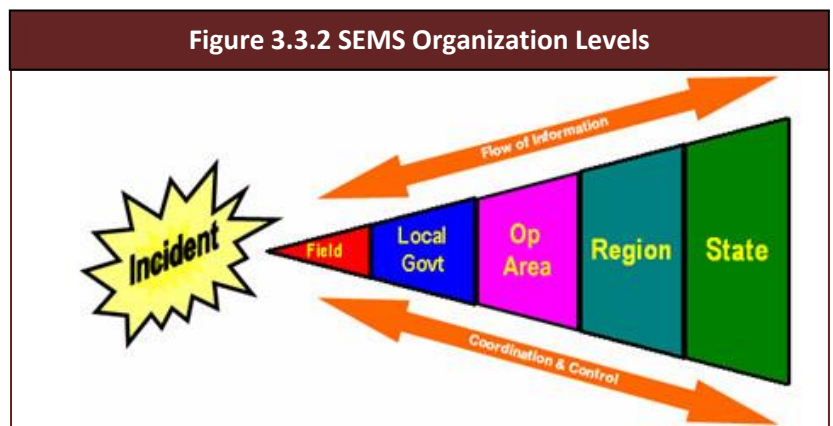 Figure 3.3.2 SEMS Organization Levels
Flow of Information
Incident
Field
Local
Govt
Op
Area
Region
State
Coordination & Control